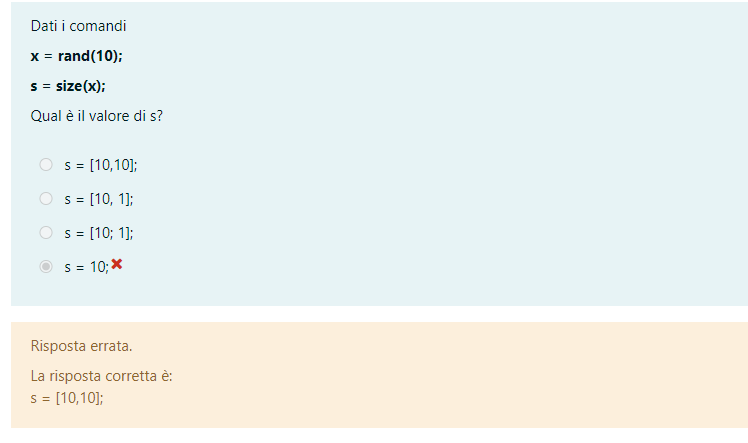 Dati i comandi
x = rand(10);
s = size(x);
Qual è il valore di s?
s = [10,10];
s = [10, 1];
s = [10; 1];
s = 10;
Risposta errata.
La risposta corretta è:
s = [10,10];